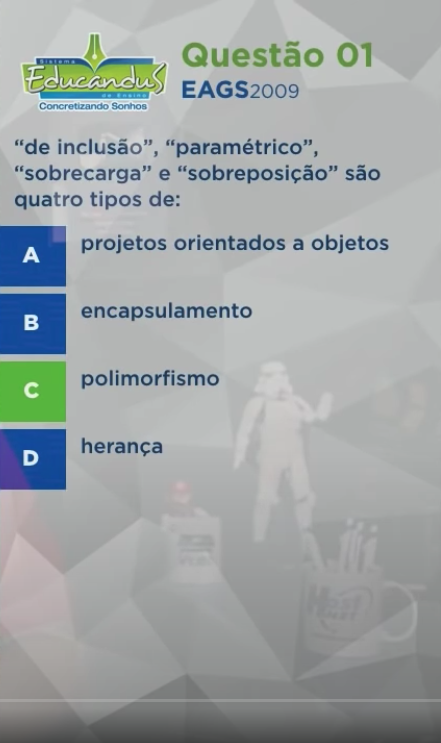 Sistema
Educandus
de Ensino
Concretizando Sonhos
Questão 01
EAGS2009
“de inclusão”, “paramétrico”,
“sobrecarga” e “sobreposição” são
quatro tipos de:
A projetos orientados a objetos
B encapsulamento
C polimorfismo
D herança